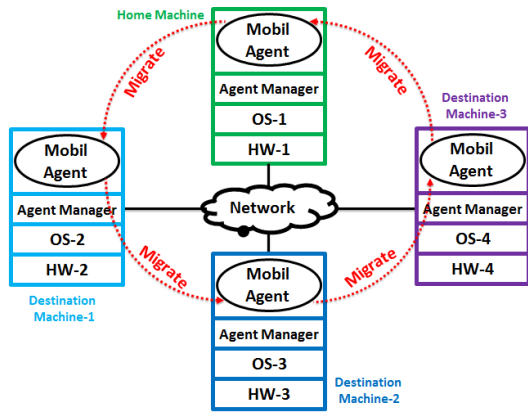 Home Machine
Mobil
Agent
Agent Manager
OS-1
HW-1
Migrate
Migrate
Destination
Machine-3
Mobil
Agent
Agent Manager
OS-2
HW-2
Destination
Machine-1
Network
Mobil
Agent
Agent Manager
OS-4
HW-4
Migrate
Migrate
Mobil
Agent
Agent Manager
OS-3
HW-3
Destination
Machine-2